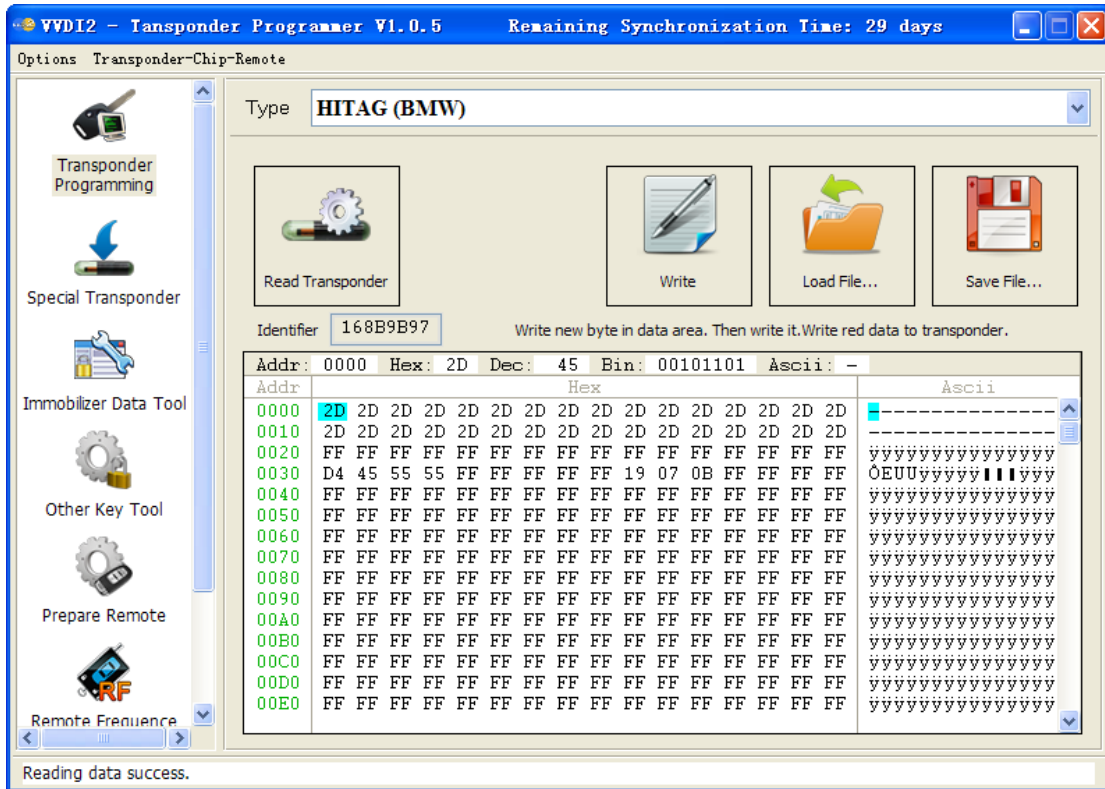 VVDI2 - Tansponder Programmer V1.0.5 Remaining Synchronization Time: 29 days
Options Transponder-Chip-Remote
Transponder
Programming
Special Transponder
Immobilizer Data Tool
Other Key Tool
Prepare Remote
RF
Remote Frequence
Type HITAG (BMW)
Read Transponder Write Load File... Save File...
Identifier 168B9B97 Write new byte in data area. Then write it.Write red data to transponder.
Addr: 0000 Hex: 2D Dec: 45 Bin: 00101101 Ascii: -
Addr Hex Ascii
0000 2D 2D 2D 2D 2D 2D 2D 2D 2D 2D 2D 2D 2D 2D 2D 2D ----------------
0010 2D 2D 2D 2D 2D 2D 2D 2D 2D 2D 2D 2D 2D 2D 2D 2D ----------------
0020 FF FF FF FF FF FF FF FF FF FF FF FF FF FF FF FF ÿÿÿÿÿÿÿÿÿÿÿÿÿÿÿÿ
0030 D4 45 55 55 FF FF FF FF FF 19 07 0B FF FF FF FF ÔEUUÿÿÿÿÿ▮▮▮ÿÿÿÿ
0040 FF FF FF FF FF FF FF FF FF FF FF FF FF FF FF FF ÿÿÿÿÿÿÿÿÿÿÿÿÿÿÿÿ
0050 FF FF FF FF FF FF FF FF FF FF FF FF FF FF FF FF ÿÿÿÿÿÿÿÿÿÿÿÿÿÿÿÿ
0060 FF FF FF FF FF FF FF FF FF FF FF FF FF FF FF FF ÿÿÿÿÿÿÿÿÿÿÿÿÿÿÿÿ
0070 FF FF FF FF FF FF FF FF FF FF FF FF FF FF FF FF ÿÿÿÿÿÿÿÿÿÿÿÿÿÿÿÿ
0080 FF FF FF FF FF FF FF FF FF FF FF FF FF FF FF FF ÿÿÿÿÿÿÿÿÿÿÿÿÿÿÿÿ
0090 FF FF FF FF FF FF FF FF FF FF FF FF FF FF FF FF ÿÿÿÿÿÿÿÿÿÿÿÿÿÿÿÿ
00A0 FF FF FF FF FF FF FF FF FF FF FF FF FF FF FF FF ÿÿÿÿÿÿÿÿÿÿÿÿÿÿÿÿ
00B0 FF FF FF FF FF FF FF FF FF FF FF FF FF FF FF FF ÿÿÿÿÿÿÿÿÿÿÿÿÿÿÿÿ
00C0 FF FF FF FF FF FF FF FF FF FF FF FF FF FF FF FF ÿÿÿÿÿÿÿÿÿÿÿÿÿÿÿÿ
00D0 FF FF FF FF FF FF FF FF FF FF FF FF FF FF FF FF ÿÿÿÿÿÿÿÿÿÿÿÿÿÿÿÿ
00E0 FF FF FF FF FF FF FF FF FF FF FF FF FF FF FF FF ÿÿÿÿÿÿÿÿÿÿÿÿÿÿÿÿ
Reading data success.